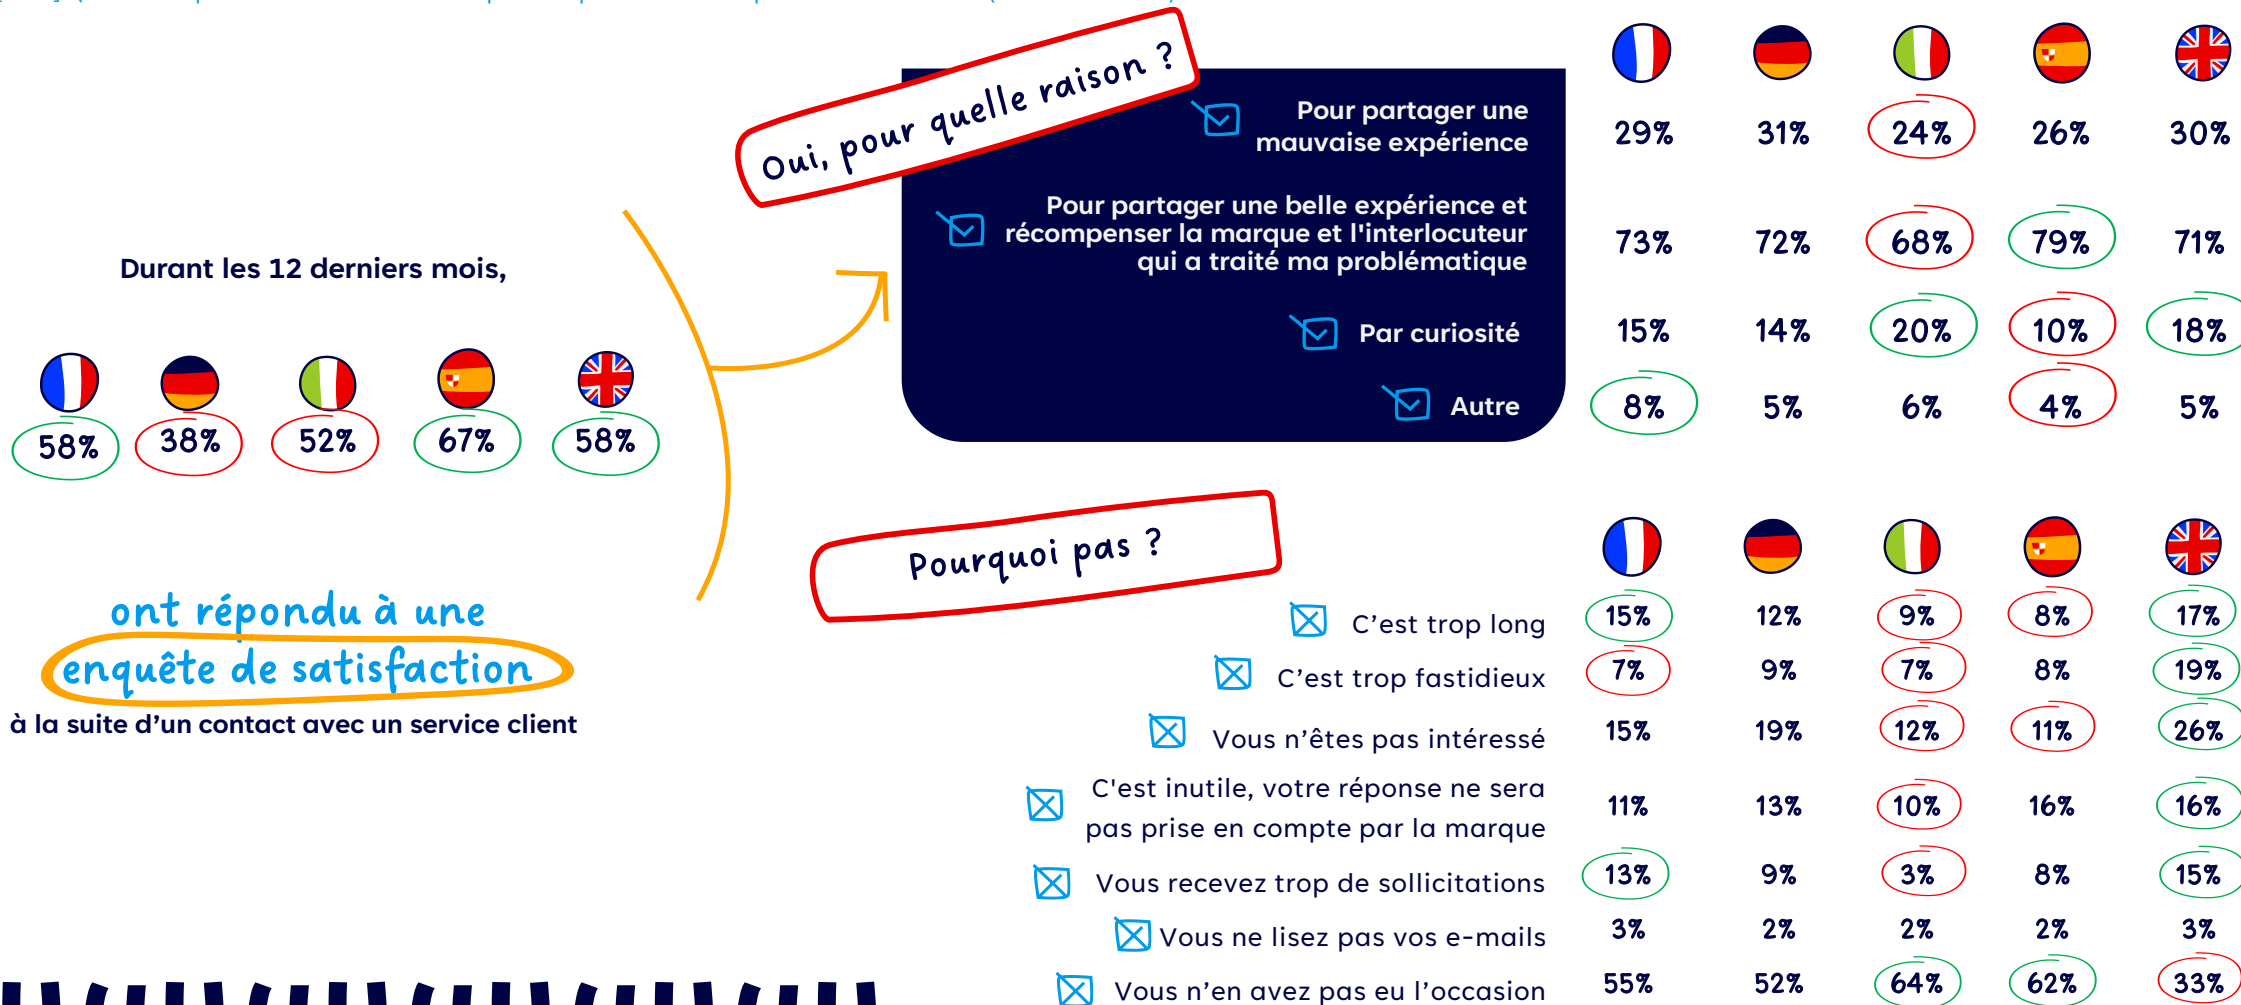 Durant les 12 derniers mois,
58% 38% 52% 67% 58%
ont répondu à une
enquête de satisfaction
à la suite d’un contact avec un service client
Oui, pour quelle raison ?
Pour partager une
mauvaise expérience
29% 31% 24% 26% 30%
Pour partager une belle expérience et
récompenser la marque et l'interlocuteur
qui a traité ma problématique
73% 72% 68% 79% 71%
Par curiosité
15% 14% 20% 10% 18%
Autre
8% 5% 6% 4% 5%
Pourquoi pas ?
C’est trop long
15% 12% 9% 8% 17%
C’est trop fastidieux
7% 9% 7% 8% 19%
Vous n’êtes pas intéressé
15% 19% 12% 11% 26%
C'est inutile, votre réponse ne sera
pas prise en compte par la marque
11% 13% 10% 16% 16%
Vous recevez trop de sollicitations
13% 9% 3% 8% 15%
Vous ne lisez pas vos e-mails
3% 2% 2% 2% 3%
Vous n’en avez pas eu l’occasion
55% 52% 64% 62% 33%